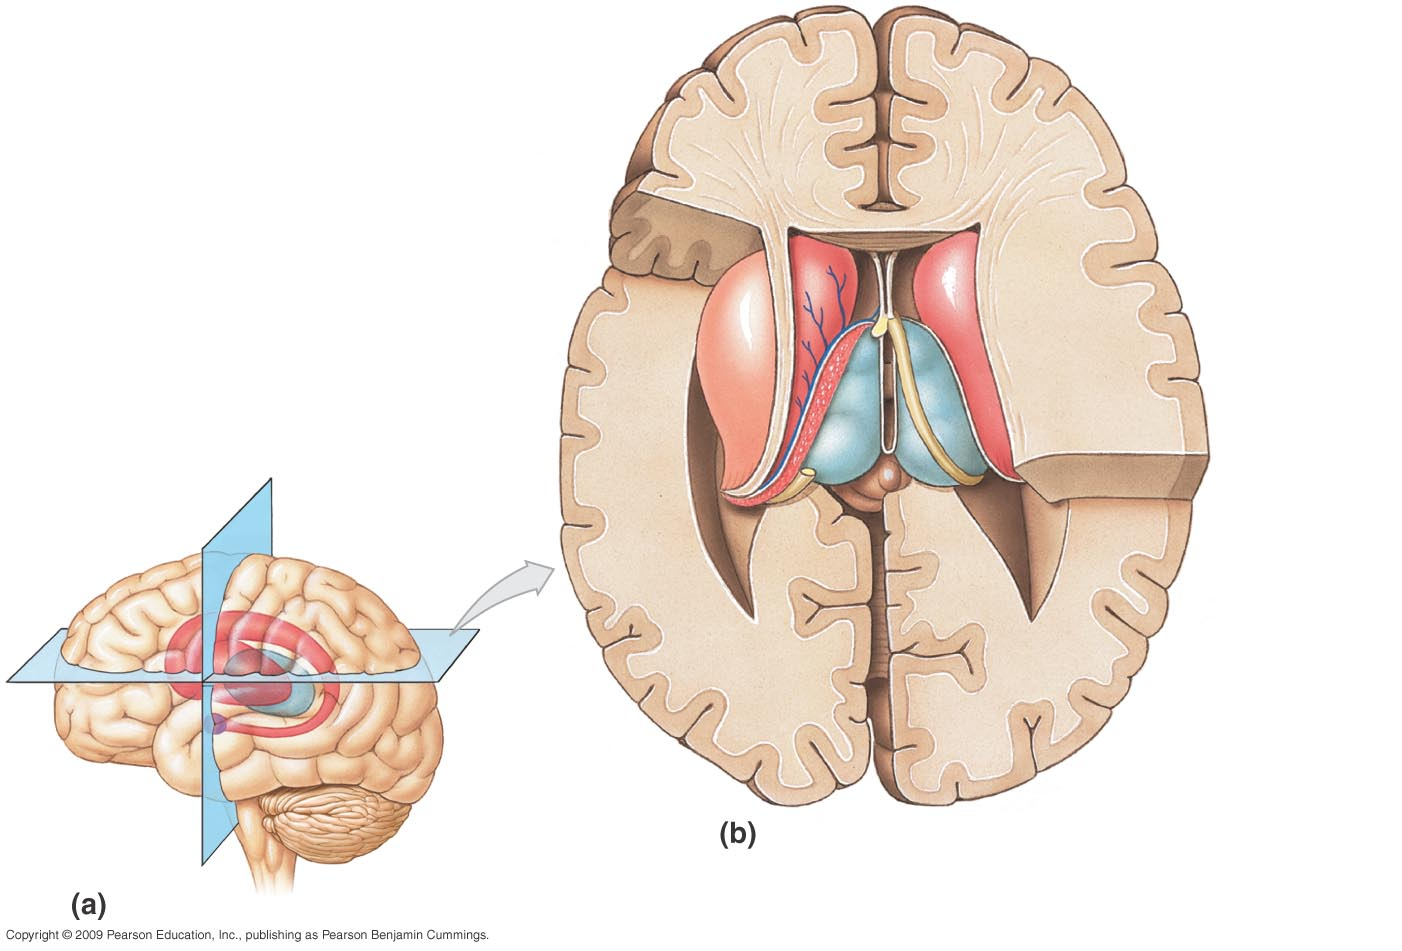 (b)
(a)
Copyright © 2009 Pearson Education, Inc., publishing as Pearson Benjamin Cummings.